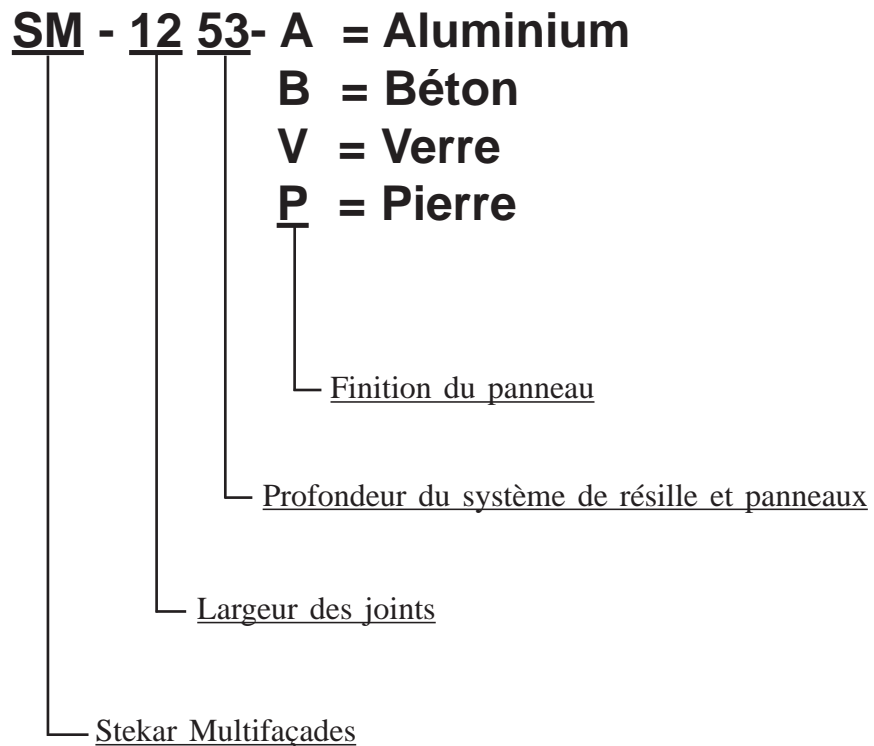 SM - 12 53- A = Aluminium
B = Béton
V = Verre
P = Pierre
Finition du panneau
Profondeur du système de résille et panneaux
Largeur des joints
Stekar Multifaçades